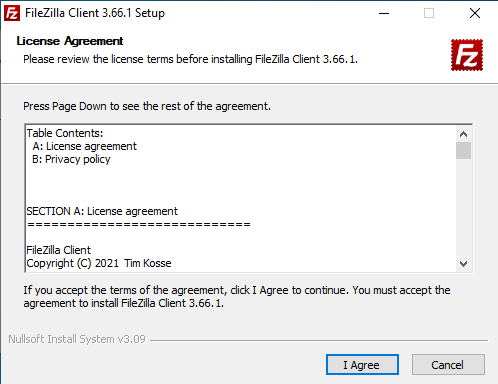 FileZilla Client 3.66.1 Setup
License Agreement
Please review the license terms before installing FileZilla Client 3.66.1.
Fz
Press Page Down to see the rest of the agreement.
Table Contents:
A: License agreement
B: Privacy policy
SECTION A: License agreement
============================
FileZilla Client
Copyright (C) 2021 Tim Kosse
If you accept the terms of the agreement, click I Agree to continue. You must accept the
agreement to install FileZilla Client 3.66.1.
Nullsoft Install System v3.09
I Agree
Cancel